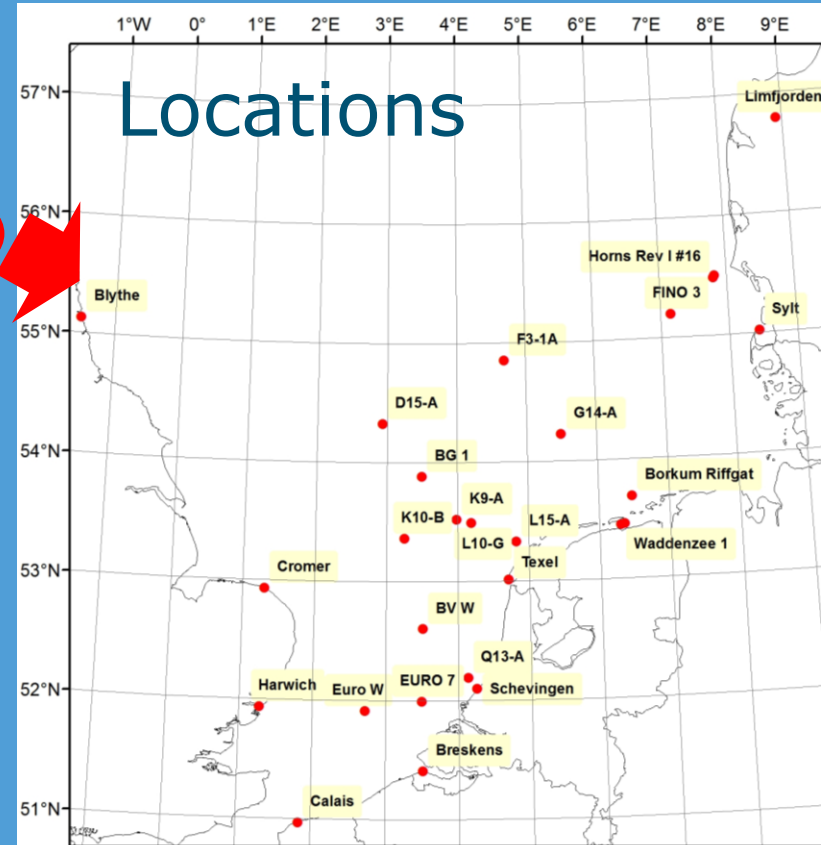 1°W 0° 1°E 2°E 3°E 4°E 5°E 6°E 7°E 8°E 9°E
57°N
Locations
Limfjorden
56°N
Horns Rev I #16
FINO 3
Blythe
Sylt
55°N
F3-1A
D15-A
G14-A
54°N
BG 1
Borkum Riffgat
K9-A
K10-B
L15-A
L10-G
Waddenzee 1
Texel
53°N
Cromer
BV W
Q13-A
52°N
Harwich
Euro W
EURO 7
Schevingen
Breskens
51°N
Calais